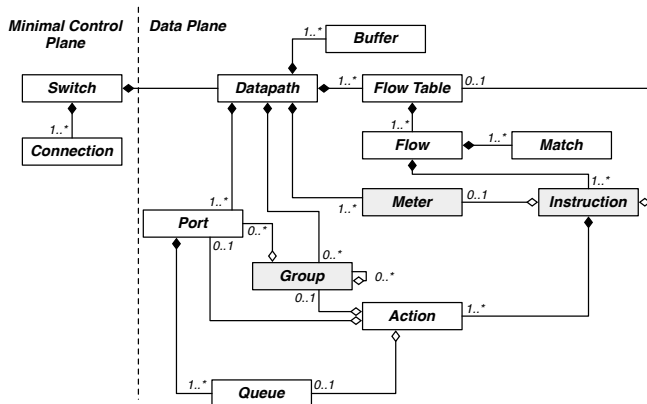 Minimal Control
Plane
Data Plane
1..*
Buffer
Switch
Datapath
1..*
Flow Table
0..1
1..*
Connection
1..*
Flow
1..*
Match
1..*
Meter
0..1
Instruction
1..*
1..*
Port
0..*
0..1
0..*
Group
0..*
0..1
Action
1..*
1..*
Queue
0..1